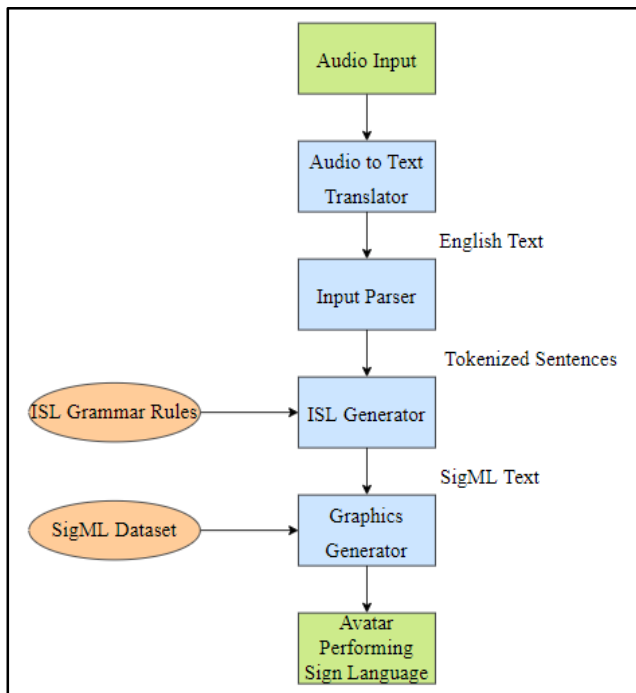 Audio Input
Audio to Text
Translator
English Text
Input Parser
Tokenized Sentences
ISL Grammar Rules
ISL Generator
SigML Text
SigML Dataset
Graphics
Generator
Avatar
Performing
Sign Language